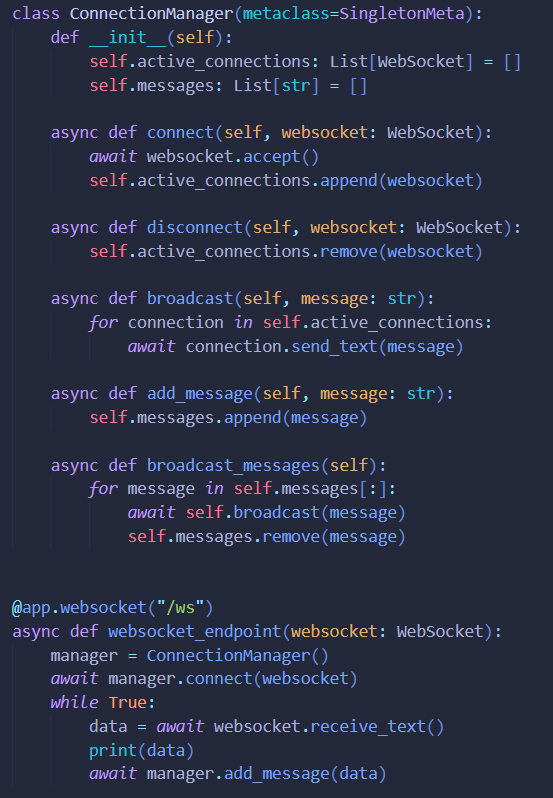 class ConnectionManager(metaclass=SingletonMeta):
    def __init__(self):
        self.active_connections: List[WebSocket] = []
        self.messages: List[str] = []

    async def connect(self, websocket: WebSocket):
        await websocket.accept()
        self.active_connections.append(websocket)

    async def disconnect(self, websocket: WebSocket):
        self.active_connections.remove(websocket)

    async def broadcast(self, message: str):
        for connection in self.active_connections:
            await connection.send_text(message)

    async def add_message(self, message: str):
        self.messages.append(message)

    async def broadcast_messages(self):
        for message in self.messages[:]:
            await self.broadcast(message)
            self.messages.remove(message)


@app.websocket("/ws")
async def websocket_endpoint(websocket: WebSocket):
    manager = ConnectionManager()
    await manager.connect(websocket)
    while True:
        data = await websocket.receive_text()
        print(data)
        await manager.add_message(data)